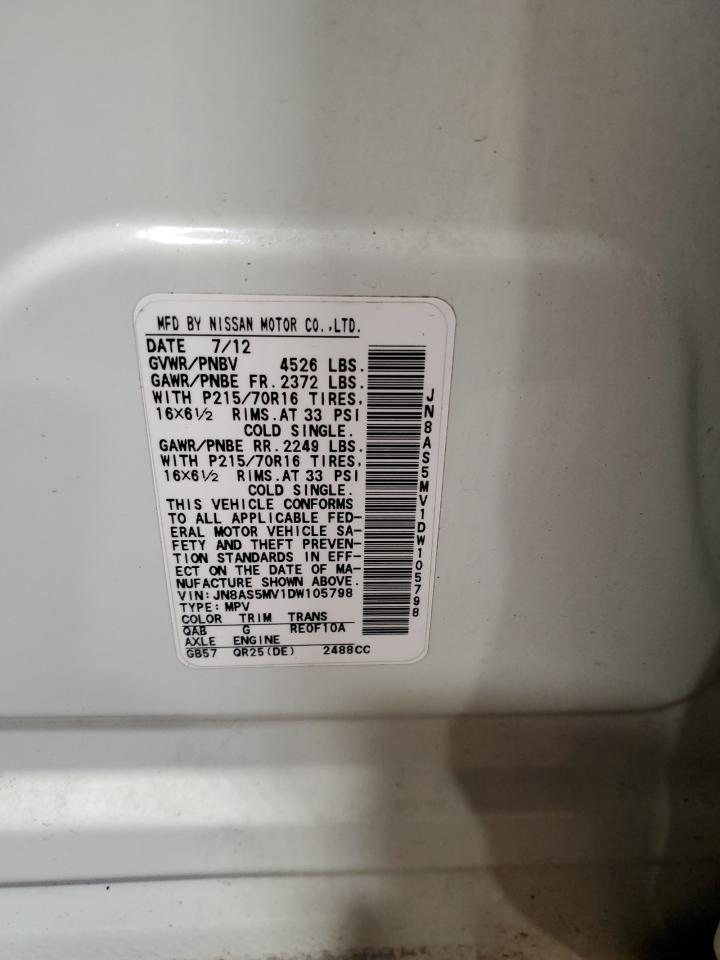 MFD BY NISSAN MOTOR CO.,LTD.
DATE 7/12
GVWR/PNBV 4526 LBS.
GAWR/PNBE FR. 2372 LBS.
WITH P215/70R16 TIRES,
16X6½ RIMS.AT 33 PSI
COLD SINGLE.
GAWR/PNBE RR. 2249 LBS.
WITH P215/70R16 TIRES,
16X6½ RIMS.AT 33 PSI
COLD SINGLE.
THIS VEHICLE CONFORMS
TO ALL APPLICABLE FED-
ERAL MOTOR VEHICLE SA-
FETY AND THEFT PREVEN-
TION STANDARDS IN EFF-
ECT ON THE DATE OF MA-
NUFACTURE SHOWN ABOVE.
VIN: JN8AS5MV1DW105798
TYPE: MPV
COLOR TRIM TRANS
QAB G RE0F10A
AXLE ENGINE
GB57 QR25(DE) 2488CC
JN8AS5MV1DW105798